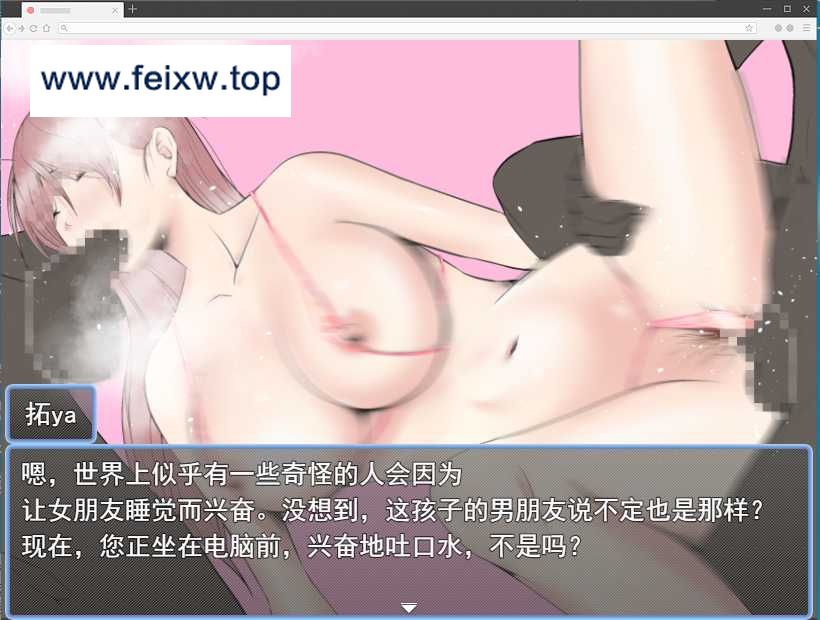 www.feixw.top
拓ya
嗯，世界上似乎有一些奇怪的人会因为
让女朋友睡觉而兴奋。没想到，这孩子的男朋友说不定也是那样？
现在，您正坐在电脑前，兴奋地吐口水，不是吗？